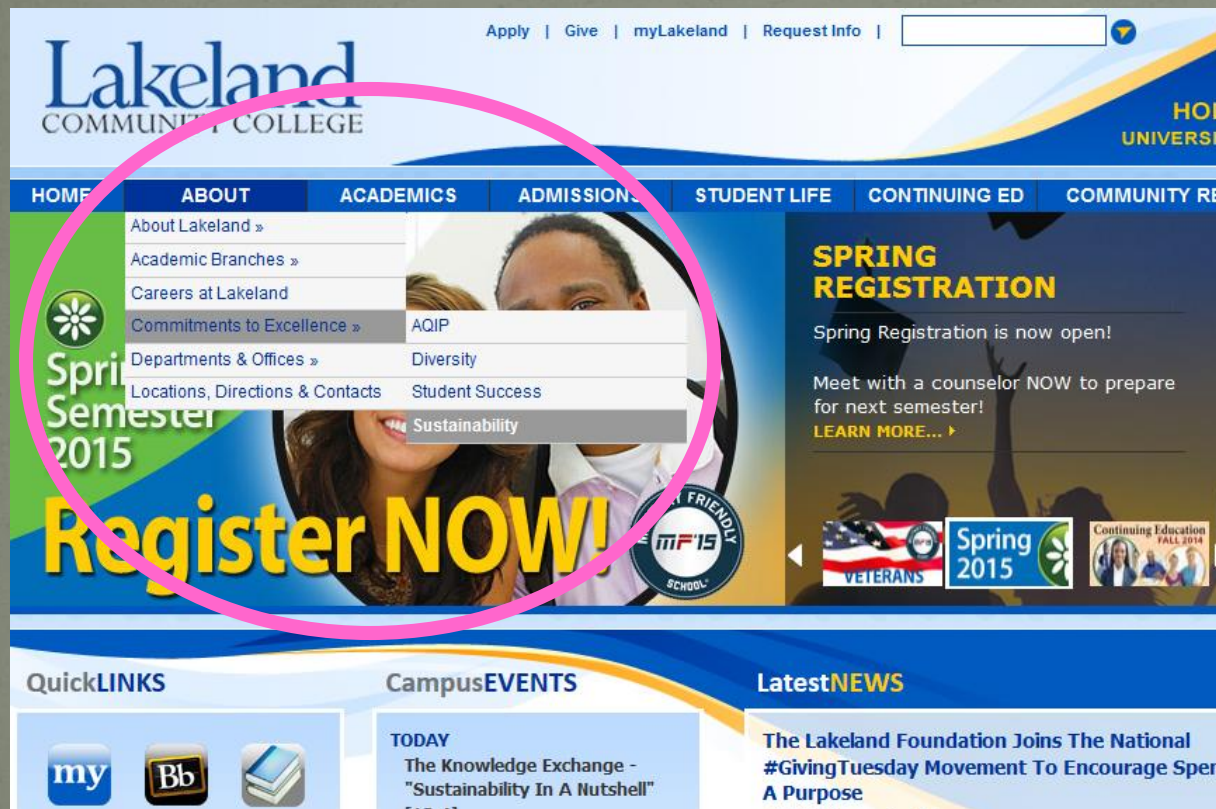 Apply | Give | myLakeland | Request Info |
Lakeland
COMMUNITY COLLEGE
HOME ABOUT ACADEMICS ADMISSIONS STUDENT LIFE CONTINUING ED COMMUNITY
About Lakeland »
Academic Branches »
Careers at Lakeland
Commitments to Excellence »
Departments & Offices »
Locations, Directions & Contacts
AQIP
Diversity
Student Success
Sustainability
Semester
2015
Register NOW!
FRIENDLY
MF'15
SCHOOL
SPRING
REGISTRATION
Spring Registration is now open!
Meet with a counselor NOW to prepare
for next semester!
LEARN MORE...
VETERANS
Spring
2015
Continuing Education
FALL 2014
QuickLINKS
my
Bb
CampusEVENTS
TODAY
The Knowledge Exchange -
"Sustainability In A Nutshell"
LatestNEWS
The Lakeland Foundation Joins The National
#GivingTuesday Movement To Encourage
A Purpose